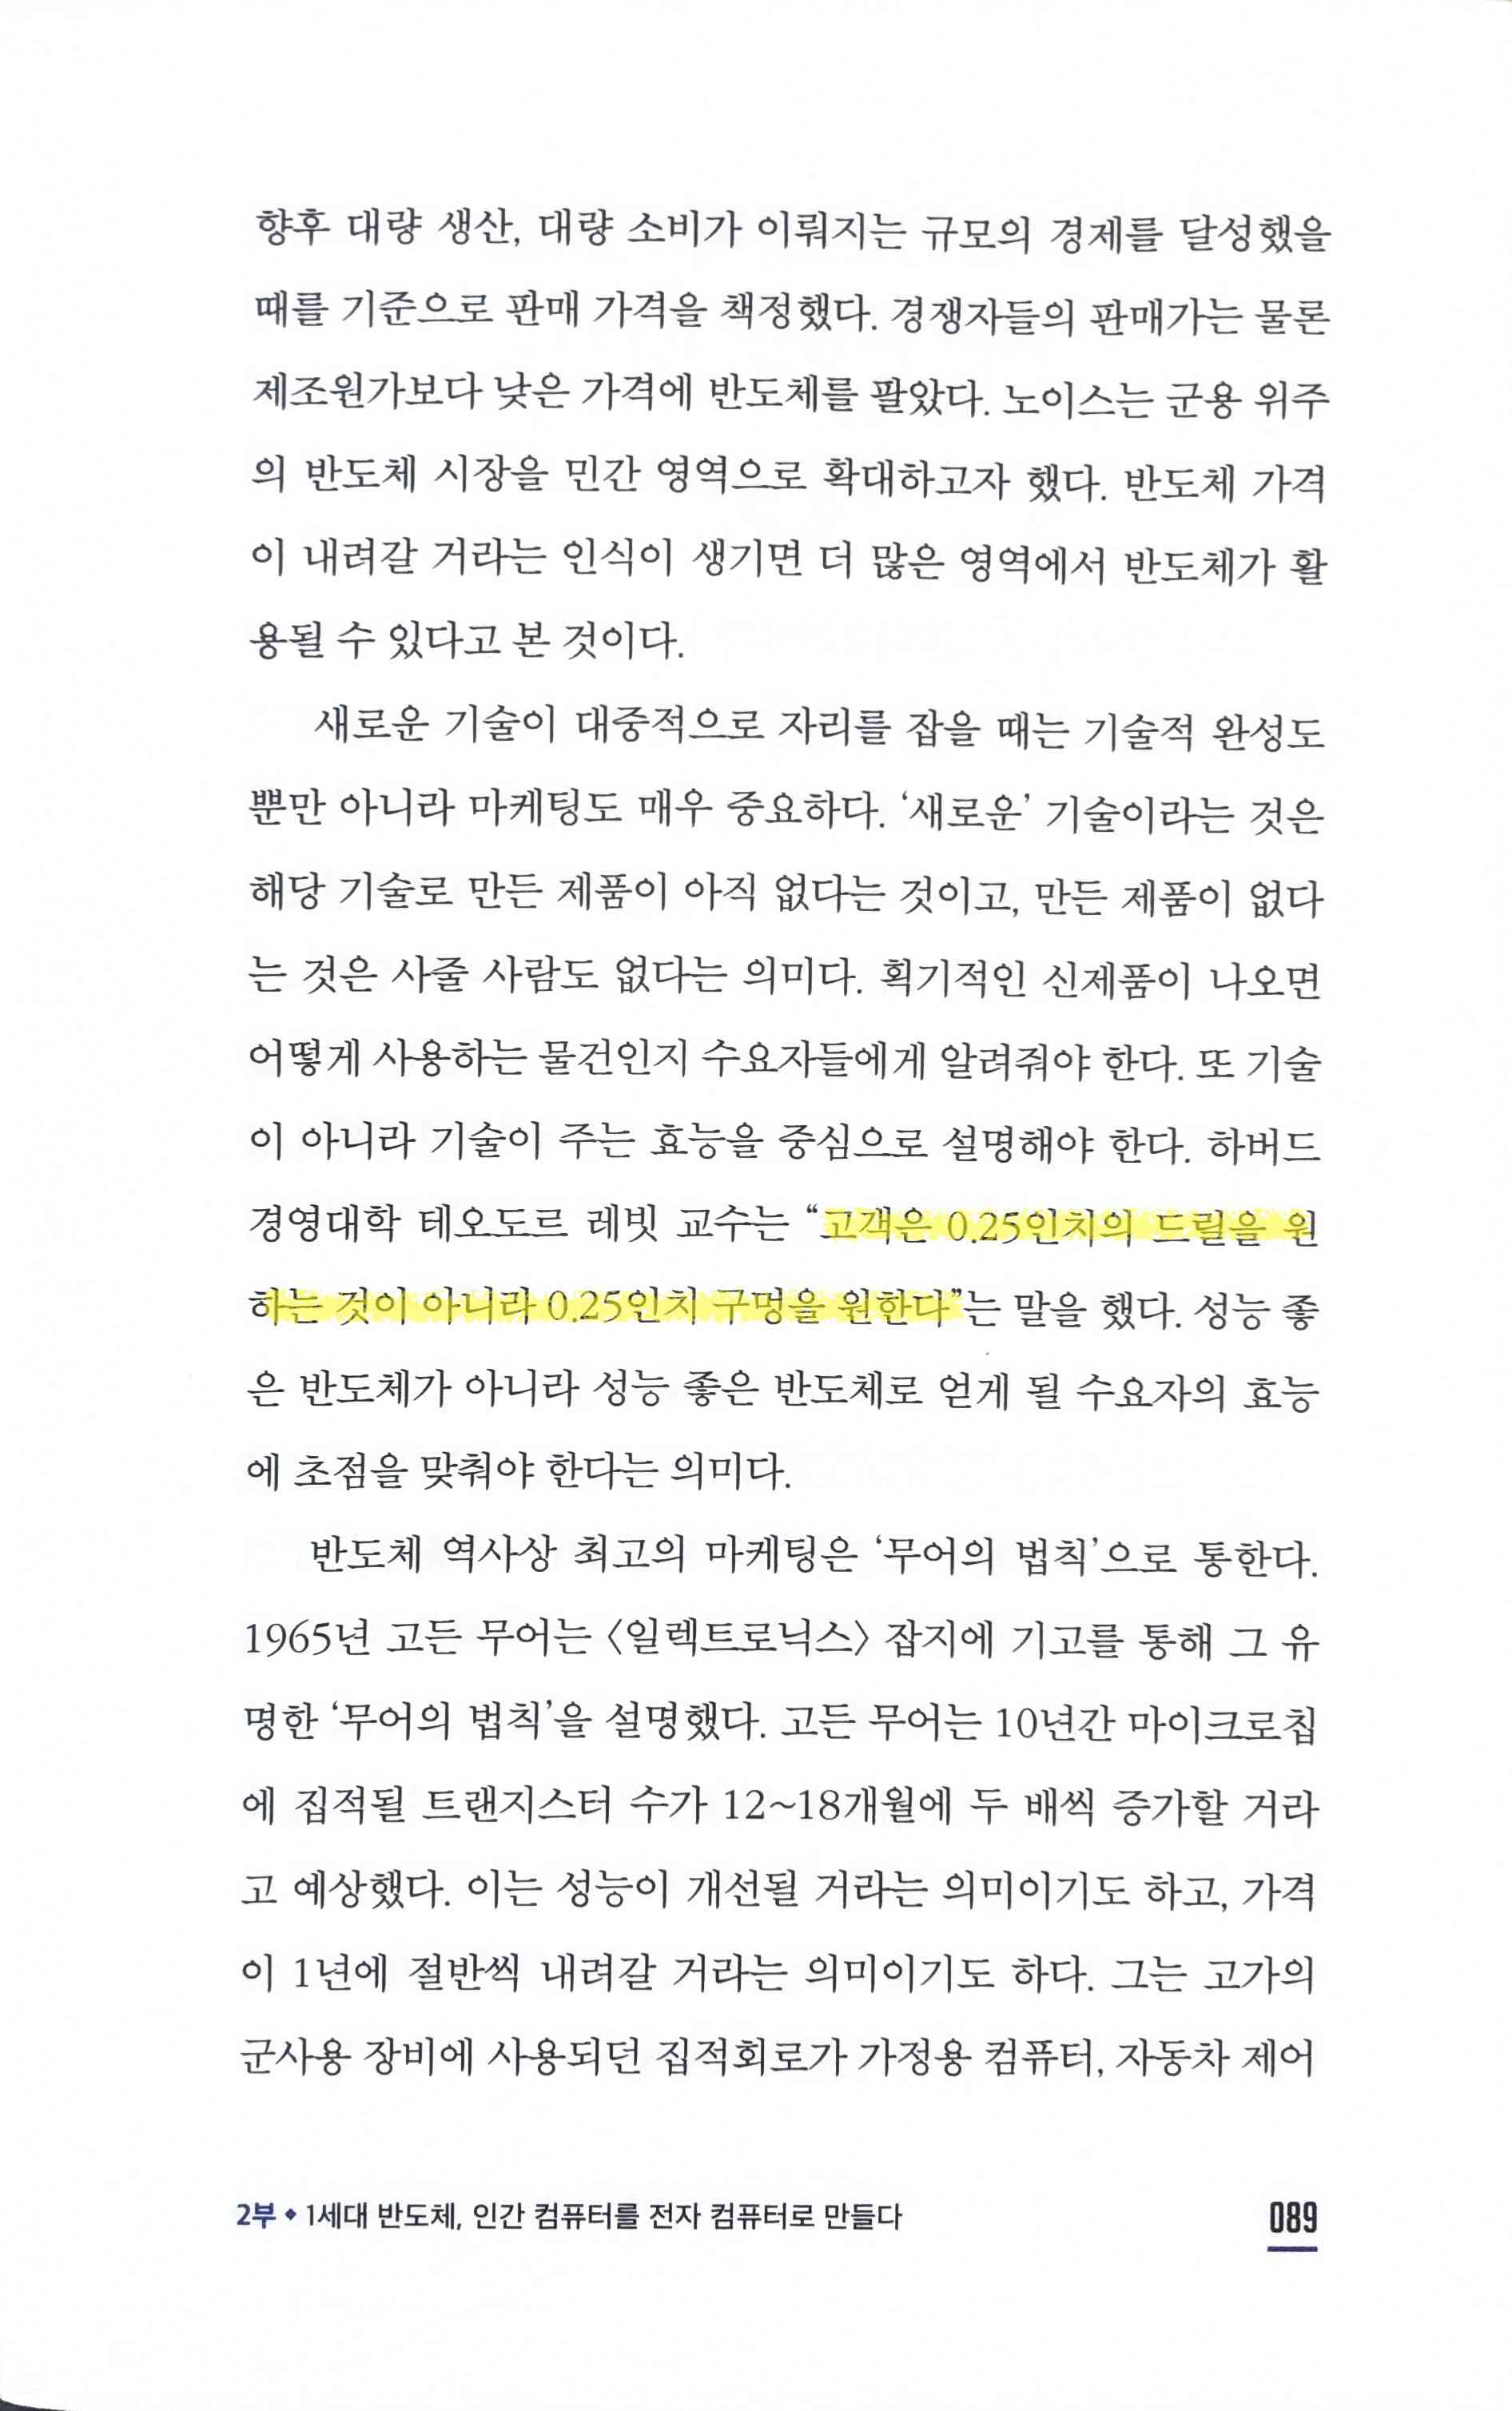 향후 대량 생산, 대량 소비가 이뤄지는 규모의 경제를 달성했을
때를 기준으로 판매 가격을 책정했다. 경쟁자들의 판매가는 물론
제조원가보다 낮은 가격에 반도체를 팔았다. 노이스는 군용 위주
의 반도체 시장을 민간 영역으로 확대하고자 했다. 반도체 가격
이 내려갈 거라는 인식이 생기면 더 많은 영역에서 반도체가 활
용될 수 있다고 본 것이다.
새로운 기술이 대중적으로 자리를 잡을 때는 기술적 완성도
뿐만 아니라 마케팅도 매우 중요하다. ‘새로운’ 기술이라는 것은
해당 기술로 만든 제품이 아직 없다는 것이고, 만든 제품이 없다
는 것은 사줄 사람도 없다는 의미다. 획기적인 신제품이 나오면
어떻게 사용하는 물건인지 수요자들에게 알려줘야 한다. 또 기술
이 아니라 기술이 주는 효능을 중심으로 설명해야 한다. 하버드
경영대학 테오도르 레빗 교수는 “고객은 0.25인치의 드릴을 원
하는 것이 아니라 0.25인치 구멍을 원한다”는 말을 했다. 성능 좋
은 반도체가 아니라 성능 좋은 반도체로 얻게 될 수요자의 효능
에 초점을 맞춰야 한다는 의미다.
반도체 역사상 최고의 마케팅은 ‘무어의 법칙’으로 통한다.
1965년 고든 무어는 〈일렉트로닉스〉 잡지에 기고를 통해 그 유
명한 ‘무어의 법칙’을 설명했다. 고든 무어는 10년간 마이크로칩
에 집적될 트랜지스터 수가 12~18개월에 두 배씩 증가할 거라
고 예상했다. 이는 성능이 개선될 거라는 의미이기도 하고, 가격
이 1년에 절반씩 내려갈 거라는 의미이기도 하다. 그는 고가의
군사용 장비에 사용되던 집적회로가 가정용 컴퓨터, 자동차 제어
2부 ◆ 1세대 반도체, 인간 컴퓨터를 전자 컴퓨터로 만들다
089